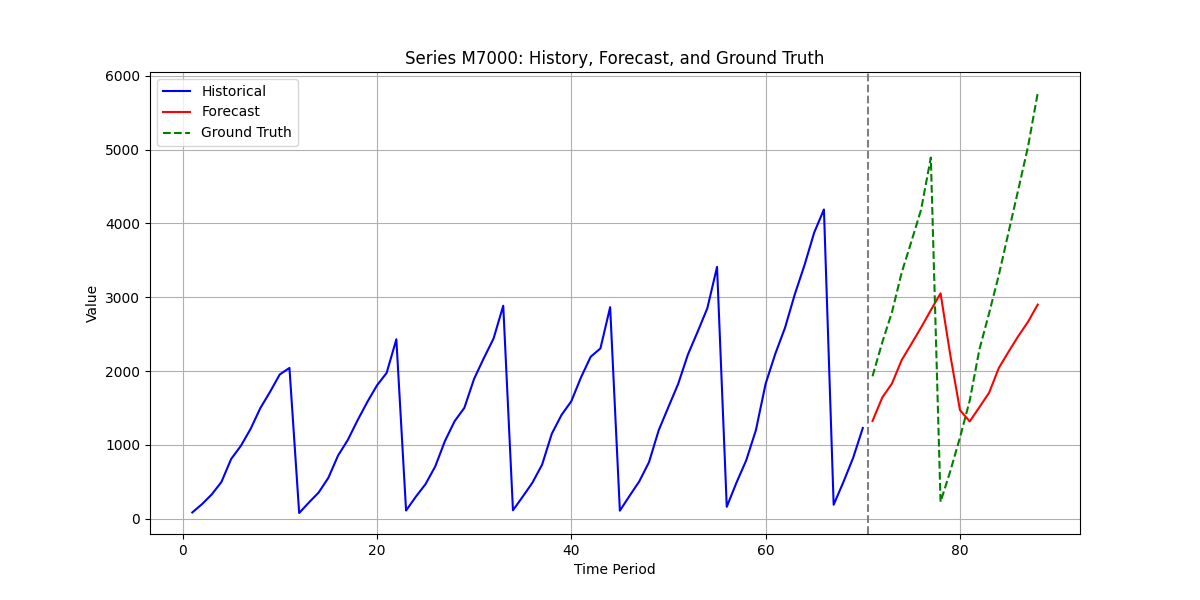 Series M7000: History, Forecast, and Ground Truth
Historical
Forecast
Ground Truth
6000
5000
4000
3000
2000
1000
0
Value
0 20 40 60 80
Time Period